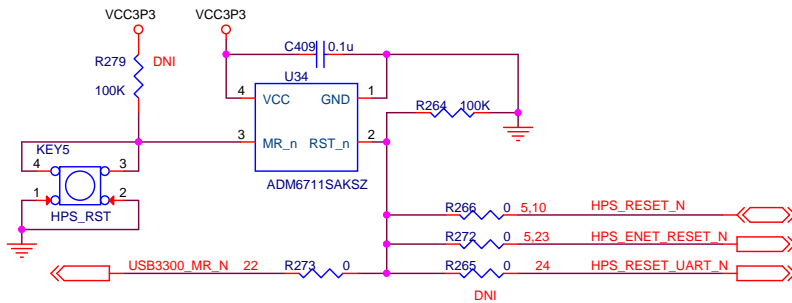 VCC3P3 VCC3P3
C409 0.1u
R279 DNI
U34
100K
4 VCC GND 1
R264 100K
3 MR_n RST_n 2
KEY5
4 3
ADM6711SAKSZ
1 2
HPS_RST
R266 0 5,10 HPS_RESET_N
R272 0 5,23 HPS_ENET_RESET_N
USB3300_MR_N 22 R273 0 R265 0 24 HPS_RESET_UART_N
DNI